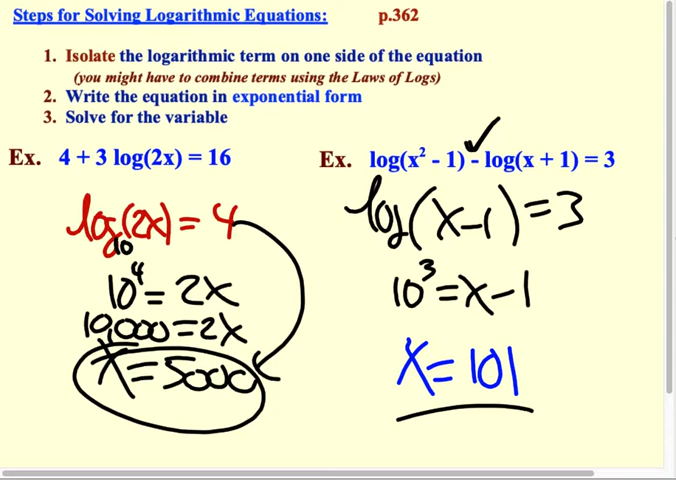 Steps for Solving Logarithmic Equations: p.362
1. Isolate the logarithmic term on one side of the equation
(you might have to combine terms using the Laws of Logs)
2. Write the equation in exponential form
3. Solve for the variable
Ex. 4 + 3 log(2x) = 16
log₁₀(2x) = 4
10⁴ = 2x
10,000 = 2x
x = 5000
Ex. log(x² - 1) - log(x + 1) = 3
log(x-1) = 3
10³ = x - 1
x = 101